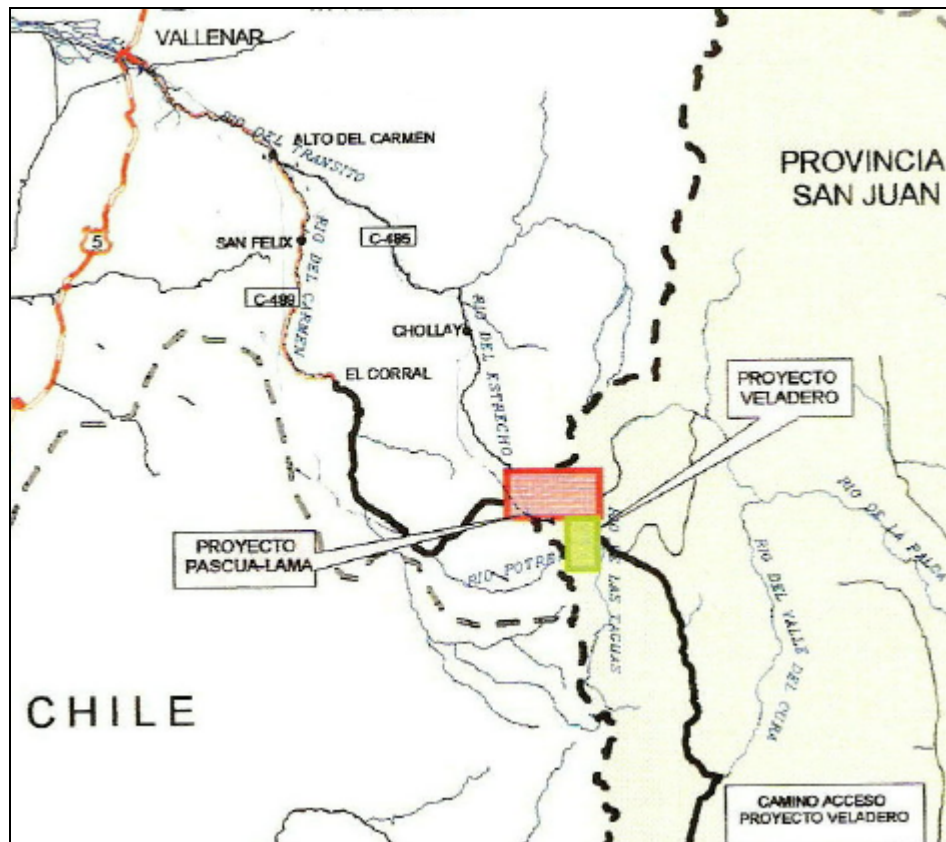 VALLENAR
RIO DEL TRANSITO
ALTO DEL CARMEN
PROVINCIA
SAN JUAN
5
SAN FELIX
C-485
RIO DEL CARMEN
C-489
CHOLLAY
RIO DEL ESTRECHO
EL CORRAL
PROYECTO
VELADERO
PROYECTO
PASCUA-LAMA
RIO POTRE
LAS TAGUAS
RIO DE LA PALCA
RIO DEL VALLE DEL CURA
CHILE
CAMINO ACCESO
PROYECTO VELADERO